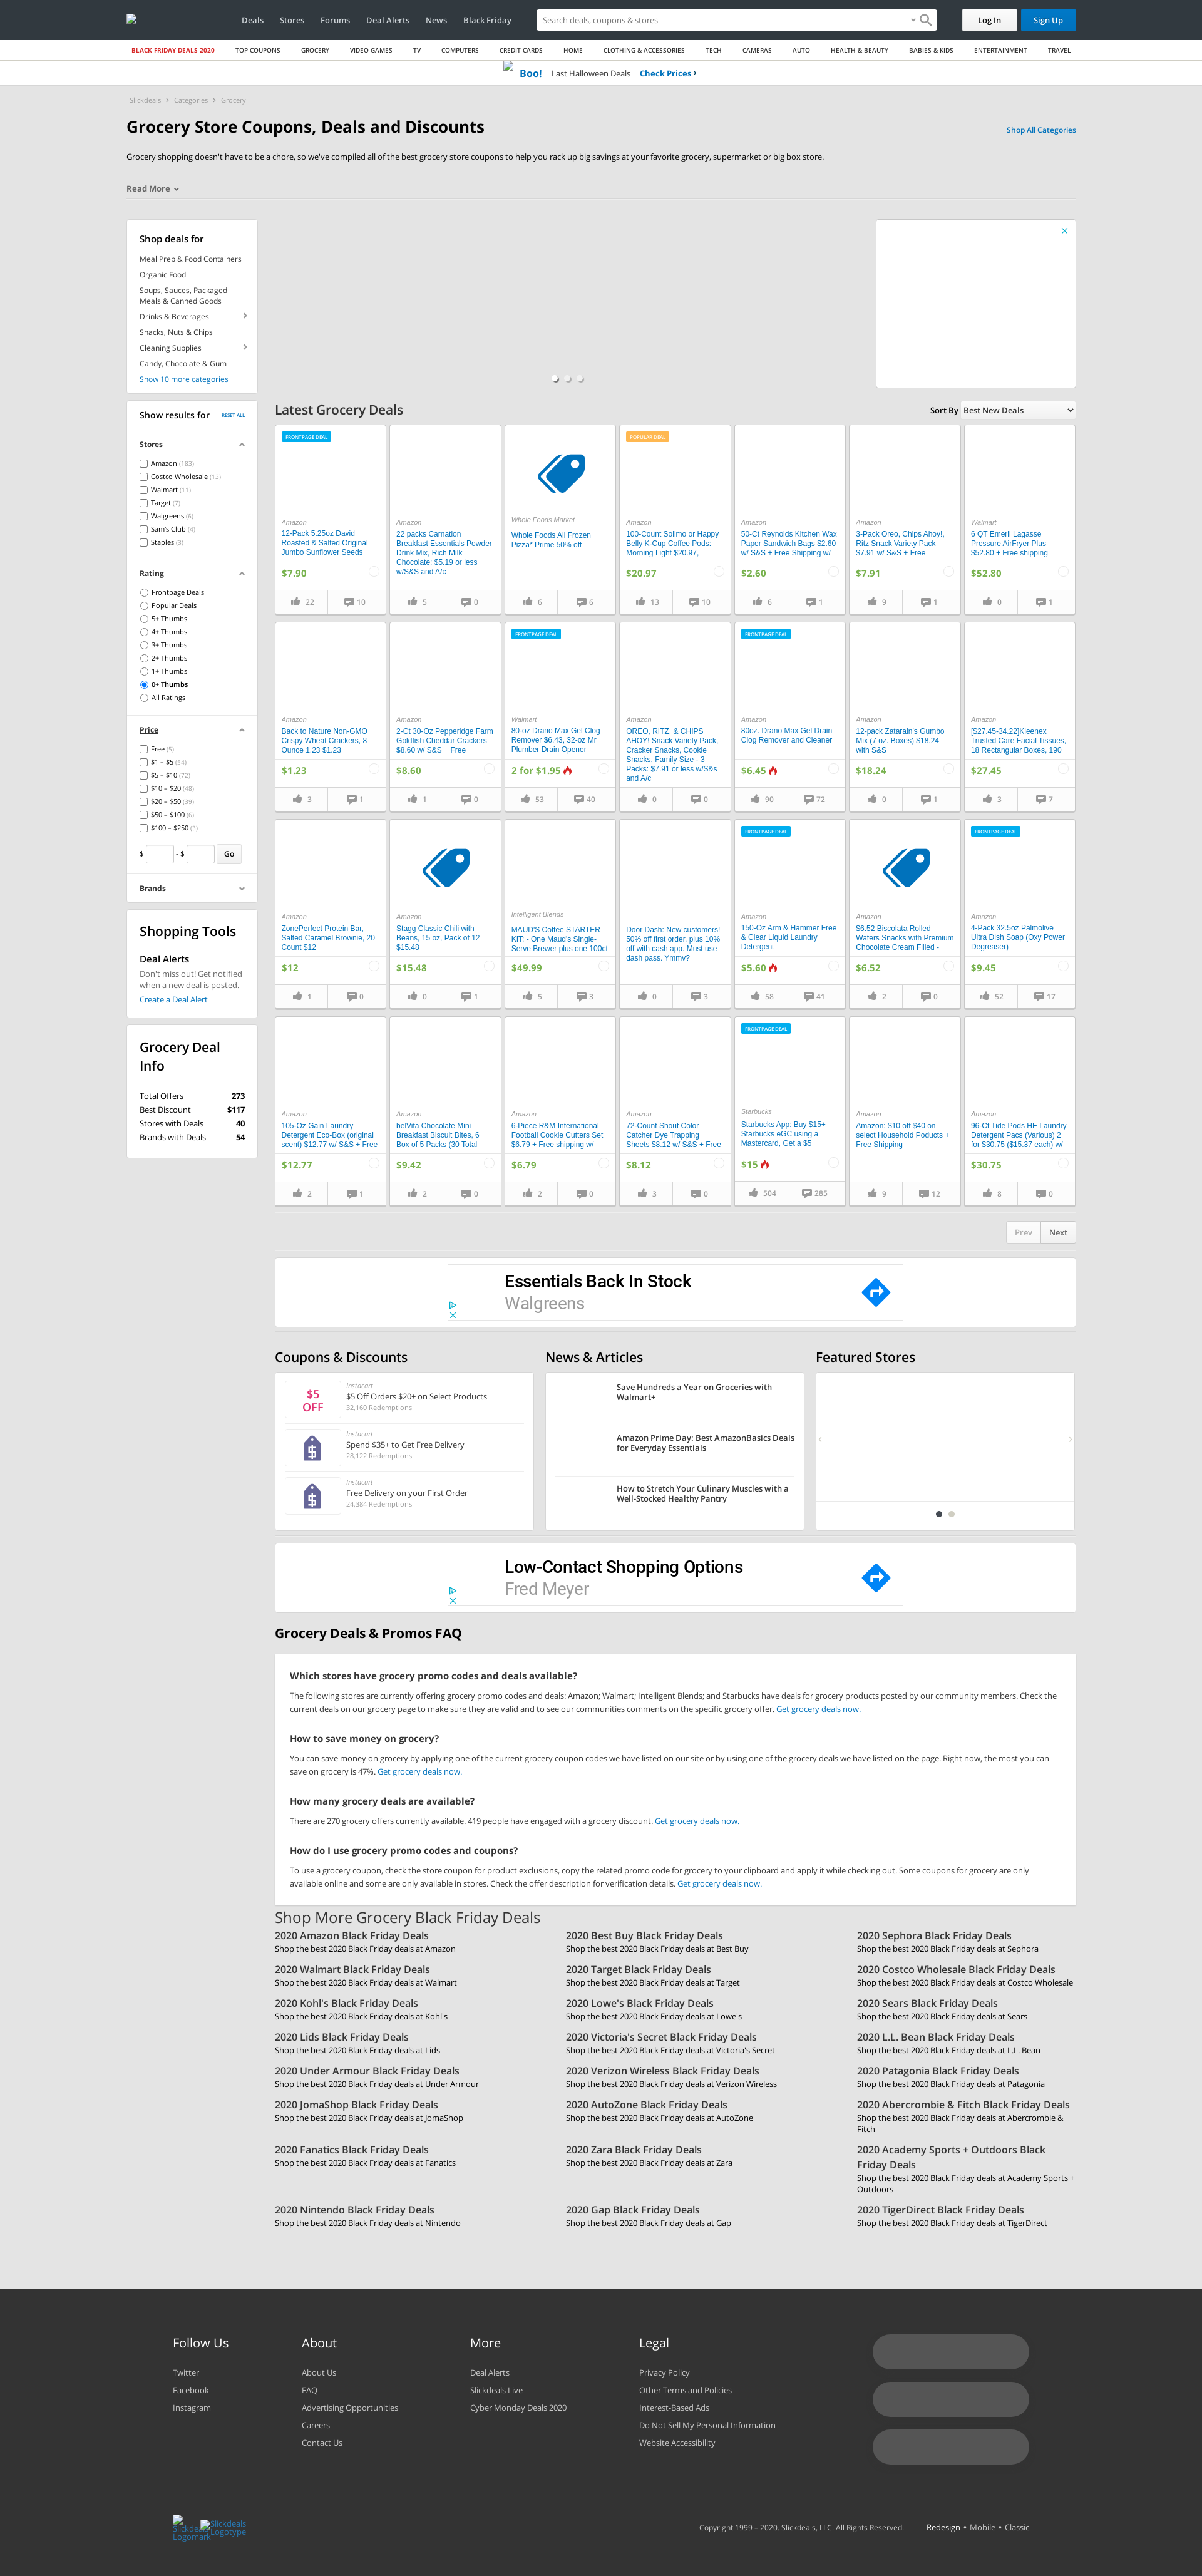 Deals Stores Forums Deal Alerts News Black Friday Search deals, coupons & stores Log In Sign Up
BLACK FRIDAY DEALS 2020 TOP COUPONS GROCERY VIDEO GAMES TV COMPUTERS CREDIT CARDS HOME CLOTHING & ACCESSORIES TECH CAMERAS AUTO HEALTH & BEAUTY BABIES & KIDS ENTERTAINMENT TRAVEL
Boo! Last Halloween Deals Check Prices
Slickdeals Categories Grocery
Grocery Store Coupons, Deals and Discounts
Shop All Categories
Grocery shopping doesn't have to be a chore, so we've compiled all of the best grocery store coupons to help you rack up big savings at your favorite grocery, supermarket or big box store.
Read More
Shop deals for
Meal Prep & Food Containers
Organic Food
Soups, Sauces, Packaged
Meals & Canned Goods
Drinks & Beverages
Snacks, Nuts & Chips
Cleaning Supplies
Candy, Chocolate & Gum
Show 10 more categories
Show results for RESET ALL
Stores
Amazon (183)
Costco Wholesale (13)
Walmart (11)
Target (7)
Walgreens (6)
Sam's Club (4)
Staples (3)
Rating
Frontpage Deals
Popular Deals
5+ Thumbs
4+ Thumbs
3+ Thumbs
2+ Thumbs
1+ Thumbs
0+ Thumbs
All Ratings
Price
Free (5)
$1 – $5 (54)
$5 – $10 (72)
$10 – $20 (48)
$20 – $50 (39)
$50 – $100 (6)
$100 – $250 (3)
$ - $ Go
Brands
Shopping Tools
Deal Alerts
Don't miss out! Get notified
when a new deal is posted.
Create a Deal Alert
Grocery Deal
Info
Total Offers 273
Best Discount $117
Stores with Deals 40
Brands with Deals 54
Latest Grocery Deals
Sort By Best New Deals
FRONTPAGE DEAL
Amazon
12-Pack 5.25oz David
Roasted & Salted Original
Jumbo Sunflower Seeds
$7.90
22 10
Amazon
22 packs Carnation
Breakfast Essentials Powder
Drink Mix, Rich Milk
Chocolate: $5.19 or less
w/S&S and A/c
5 0
Whole Foods Market
Whole Foods All Frozen
Pizza* Prime 50% off
6 6
POPULAR DEAL
Amazon
100-Count Solimo or Happy
Belly K-Cup Coffee Pods:
Morning Light $20.97,
$20.97
13 10
Amazon
50-Ct Reynolds Kitchen Wax
Paper Sandwich Bags $2.60
w/ S&S + Free Shipping w/
$2.60
6 1
Amazon
3-Pack Oreo, Chips Ahoy!,
Ritz Snack Variety Pack
$7.91 w/ S&S + Free
$7.91
9 1
Walmart
6 QT Emeril Lagasse
Pressure AirFryer Plus
$52.80 + Free shipping
$52.80
0 1
Amazon
Back to Nature Non-GMO
Crispy Wheat Crackers, 8
Ounce 1.23 $1.23
$1.23
3 1
Amazon
2-Ct 30-Oz Pepperidge Farm
Goldfish Cheddar Crackers
$8.60 w/ S&S + Free
$8.60
1 0
FRONTPAGE DEAL
Walmart
80-oz Drano Max Gel Clog
Remover $6.43, 32-oz Mr
Plumber Drain Opener
2 for $1.95
53 40
Amazon
OREO, RITZ, & CHIPS
AHOY! Snack Variety Pack,
Cracker Snacks, Cookie
Snacks, Family Size - 3
Packs: $7.91 or less w/S&s
and A/c
0 0
FRONTPAGE DEAL
Amazon
80oz. Drano Max Gel Drain
Clog Remover and Cleaner
$6.45
90 72
Amazon
12-pack Zatarain's Gumbo
Mix (7 oz. Boxes) $18.24
with S&S
$18.24
0 1
Amazon
[$27.45-34.22]Kleenex
Trusted Care Facial Tissues,
18 Rectangular Boxes, 190
$27.45
3 7
Amazon
ZonePerfect Protein Bar,
Salted Caramel Brownie, 20
Count $12
$12
1 0
Amazon
Stagg Classic Chili with
Beans, 15 oz, Pack of 12
$15.48
$15.48
0 1
Intelligent Blends
MAUD'S Coffee STARTER
KIT: - One Maud's Single-
Serve Brewer plus one 100ct
$49.99
5 3
Door Dash: New customers!
50% off first order, plus 10%
off with cash app. Must use
dash pass. Ymmv?
0 3
FRONTPAGE DEAL
Amazon
150-Oz Arm & Hammer Free
& Clear Liquid Laundry
Detergent
$5.60
58 41
Amazon
$6.52 Biscolata Rolled
Wafers Snacks with Premium
Chocolate Cream Filled -
$6.52
2 0
FRONTPAGE DEAL
Amazon
4-Pack 32.5oz Palmolive
Ultra Dish Soap (Oxy Power
Degreaser)
$9.45
52 17
Amazon
105-Oz Gain Laundry
Detergent Eco-Box (original
scent) $12.77 w/ S&S + Free
$12.77
2 1
Amazon
belVita Chocolate Mini
Breakfast Biscuit Bites, 6
Box of 5 Packs (30 Total
$9.42
2 0
Amazon
6-Piece R&M International
Football Cookie Cutters Set
$6.79 + Free shipping w/
$6.79
2 0
Amazon
72-Count Shout Color
Catcher Dye Trapping
Sheets $8.12 w/ S&S + Free
$8.12
3 0
FRONTPAGE DEAL
Starbucks
Starbucks App: Buy $15+
Starbucks eGC using a
Mastercard, Get a $5
$15
504 285
Amazon
Amazon: $10 off $40 on
select Household Poducts +
Free Shipping
9 12
Amazon
96-Ct Tide Pods HE Laundry
Detergent Pacs (Various) 2
for $30.75 ($15.37 each) w/
$30.75
8 0
Prev Next
Essentials Back In Stock
Walgreens
Coupons & Discounts
$5
OFF
Instacart
$5 Off Orders $20+ on Select Products
32,160 Redemptions
Instacart
Spend $35+ to Get Free Delivery
28,122 Redemptions
Instacart
Free Delivery on your First Order
24,384 Redemptions
News & Articles
Save Hundreds a Year on Groceries with
Walmart+
Amazon Prime Day: Best AmazonBasics Deals
for Everyday Essentials
How to Stretch Your Culinary Muscles with a
Well-Stocked Healthy Pantry
Featured Stores
Low-Contact Shopping Options
Fred Meyer
Grocery Deals & Promos FAQ
Which stores have grocery promo codes and deals available?
The following stores are currently offering grocery promo codes and deals: Amazon; Walmart; Intelligent Blends; and Starbucks have deals for grocery products posted by our community members. Check the
current deals on our grocery page to make sure they are valid and to see our communities comments on the specific grocery offer. Get grocery deals now.
How to save money on grocery?
You can save money on grocery by applying one of the current grocery coupon codes we have listed on our site or by using one of the grocery deals we have listed on the page. Right now, the most you can
save on grocery is 47%. Get grocery deals now.
How many grocery deals are available?
There are 270 grocery offers currently available. 419 people have engaged with a grocery discount. Get grocery deals now.
How do I use grocery promo codes and coupons?
To use a grocery coupon, check the store coupon for product exclusions, copy the related promo code for grocery to your clipboard and apply it while checking out. Some coupons for grocery are only
available online and some are only available in stores. Check the offer description for verification details. Get grocery deals now.
Shop More Grocery Black Friday Deals
2020 Amazon Black Friday Deals
Shop the best 2020 Black Friday deals at Amazon
2020 Best Buy Black Friday Deals
Shop the best 2020 Black Friday deals at Best Buy
2020 Sephora Black Friday Deals
Shop the best 2020 Black Friday deals at Sephora
2020 Walmart Black Friday Deals
Shop the best 2020 Black Friday deals at Walmart
2020 Target Black Friday Deals
Shop the best 2020 Black Friday deals at Target
2020 Costco Wholesale Black Friday Deals
Shop the best 2020 Black Friday deals at Costco Wholesale
2020 Kohl's Black Friday Deals
Shop the best 2020 Black Friday deals at Kohl's
2020 Lowe's Black Friday Deals
Shop the best 2020 Black Friday deals at Lowe's
2020 Sears Black Friday Deals
Shop the best 2020 Black Friday deals at Sears
2020 Lids Black Friday Deals
Shop the best 2020 Black Friday deals at Lids
2020 Victoria's Secret Black Friday Deals
Shop the best 2020 Black Friday deals at Victoria's Secret
2020 L.L. Bean Black Friday Deals
Shop the best 2020 Black Friday deals at L.L. Bean
2020 Under Armour Black Friday Deals
Shop the best 2020 Black Friday deals at Under Armour
2020 Verizon Wireless Black Friday Deals
Shop the best 2020 Black Friday deals at Verizon Wireless
2020 Patagonia Black Friday Deals
Shop the best 2020 Black Friday deals at Patagonia
2020 JomaShop Black Friday Deals
Shop the best 2020 Black Friday deals at JomaShop
2020 AutoZone Black Friday Deals
Shop the best 2020 Black Friday deals at AutoZone
2020 Abercrombie & Fitch Black Friday Deals
Shop the best 2020 Black Friday deals at Abercrombie &
Fitch
2020 Fanatics Black Friday Deals
Shop the best 2020 Black Friday deals at Fanatics
2020 Zara Black Friday Deals
Shop the best 2020 Black Friday deals at Zara
2020 Academy Sports + Outdoors Black
Friday Deals
Shop the best 2020 Black Friday deals at Academy Sports +
Outdoors
2020 Nintendo Black Friday Deals
Shop the best 2020 Black Friday deals at Nintendo
2020 Gap Black Friday Deals
Shop the best 2020 Black Friday deals at Gap
2020 TigerDirect Black Friday Deals
Shop the best 2020 Black Friday deals at TigerDirect
Follow Us
Twitter
Facebook
Instagram
About
About Us
FAQ
Advertising Opportunities
Careers
Contact Us
More
Deal Alerts
Slickdeals Live
Cyber Monday Deals 2020
Legal
Privacy Policy
Other Terms and Policies
Interest-Based Ads
Do Not Sell My Personal Information
Website Accessibility
Slickdeals
Logomark
Slickdeals
Logotype
Copyright 1999 – 2020. Slickdeals, LLC. All Rights Reserved. Redesign • Mobile • Classic